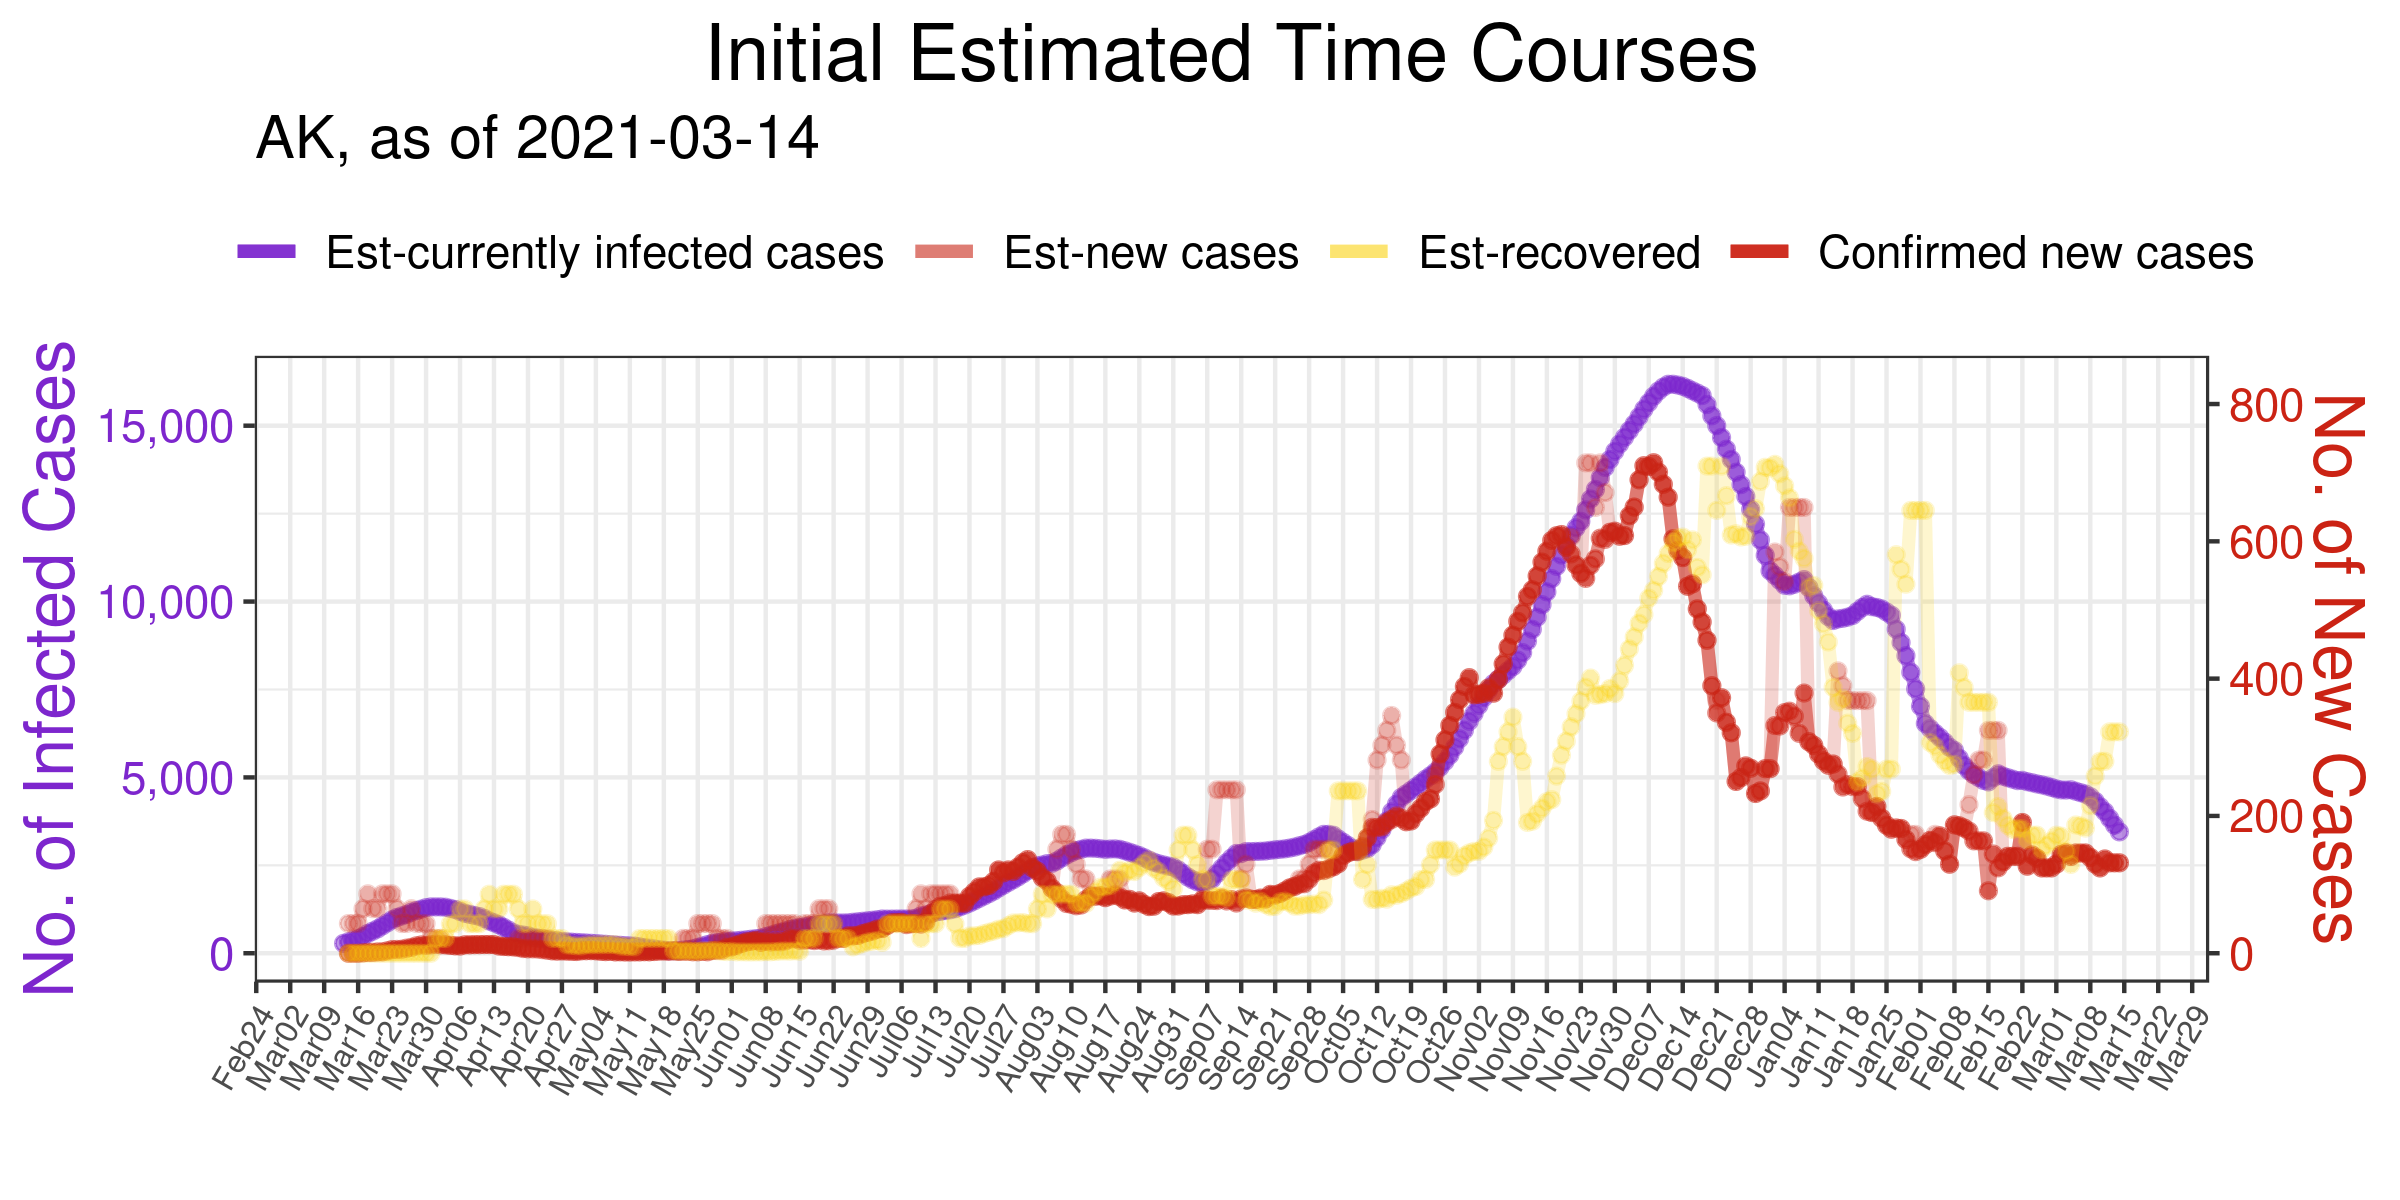 Initial Estimated Time Courses
AK, as of 2021-03-14
Est-currently infected cases Est-new cases Est-recovered Confirmed new cases
No. of Infected Cases
15,000
10,000
5,000
0
800
600
400
200
0
No. of New Cases
Feb24 Mar02 Mar09 Mar16 Mar23 Mar30 Apr06 Apr13 Apr20 Apr27 May04 May11 May18 May25 Jun01 Jun08 Jun15 Jun22 Jun29 Jul06 Jul13 Jul20 Jul27 Aug03 Aug10 Aug17 Aug24 Aug31 Sep07 Sep14 Sep21 Sep28 Oct05 Oct12 Oct19 Oct26 Nov02 Nov09 Nov16 Nov23 Nov30 Dec07 Dec14 Dec21 Dec28 Jan04 Jan11 Jan18 Jan25 Feb01 Feb08 Feb15 Feb22 Mar01 Mar08 Mar15 Mar22 Mar29